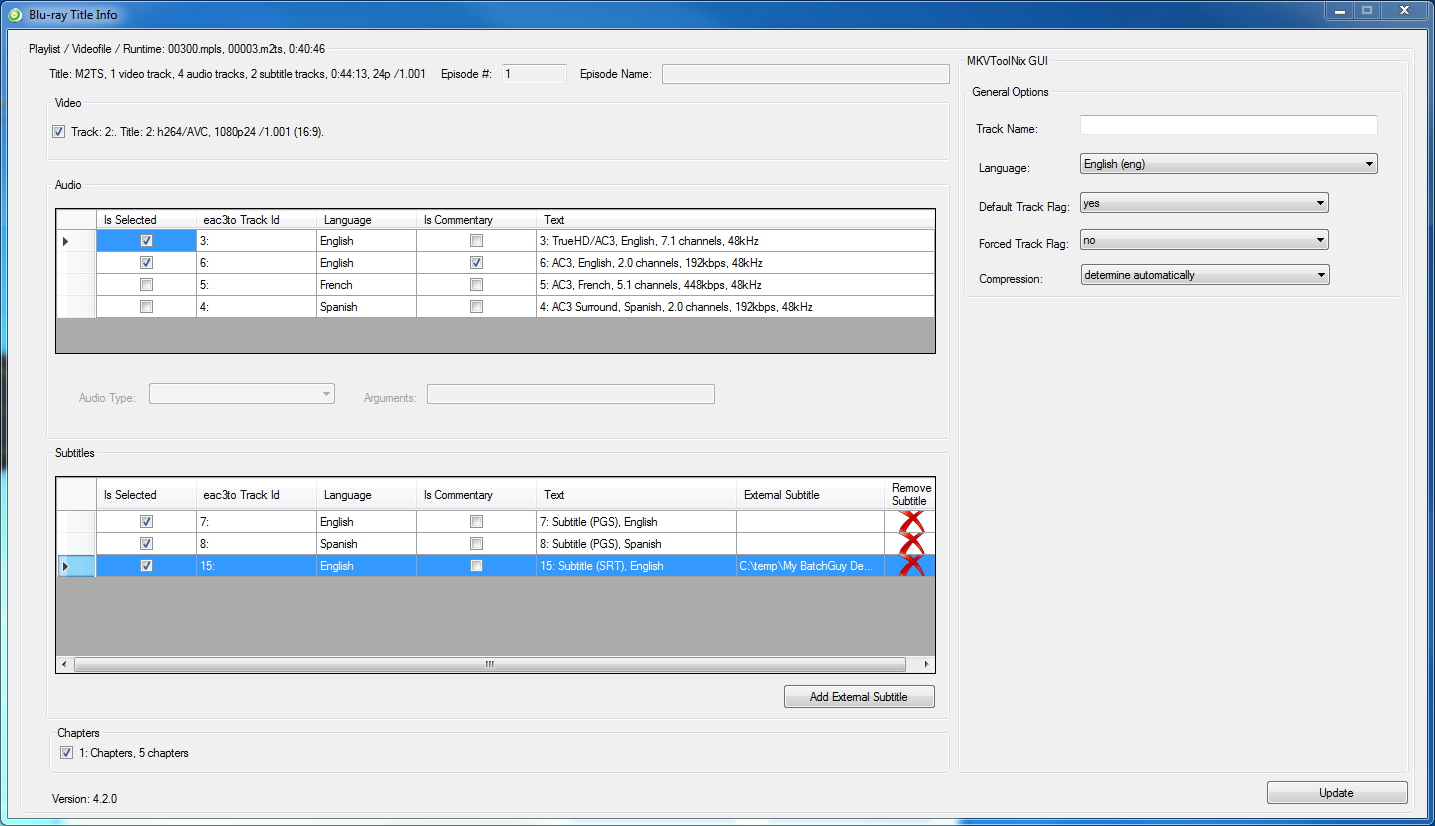 Blu-ray Title Info
Playlist / Videofile / Runtime: 00300.mpls, 00003.m2ts, 0:40:46
Title: M2TS, 1 video track, 4 audio tracks, 2 subtitle tracks, 0:44:13, 24p /1.001 Episode #: 1 Episode Name:
Video
Track: 2:. Title: 2: h264/AVC, 1080p24 /1.001 (16:9).
Audio
Is Selected eac3to Track Id Language Is Commentary Text
3: English 3: TrueHD/AC3, English, 7.1 channels, 48kHz
6: English 6: AC3, English, 2.0 channels, 192kbps, 48kHz
5: French 5: AC3, French, 5.1 channels, 448kbps, 48kHz
4: Spanish 4: AC3 Surround, Spanish, 2.0 channels, 192kbps, 48kHz
Audio Type: Arguments:
Subtitles
Is Selected eac3to Track Id Language Is Commentary Text External Subtitle Remove Subtitle
7: English 7: Subtitle (PGS), English
8: Spanish 8: Subtitle (PGS), Spanish
15: English 15: Subtitle (SRT), English C:\temp\My BatchGuy De...
Add External Subtitle
Chapters
1: Chapters, 5 chapters
Version: 4.2.0
MKVToolNix GUI
General Options
Track Name:
Language: English (eng)
Default Track Flag: yes
Forced Track Flag: no
Compression: determine automatically
Update